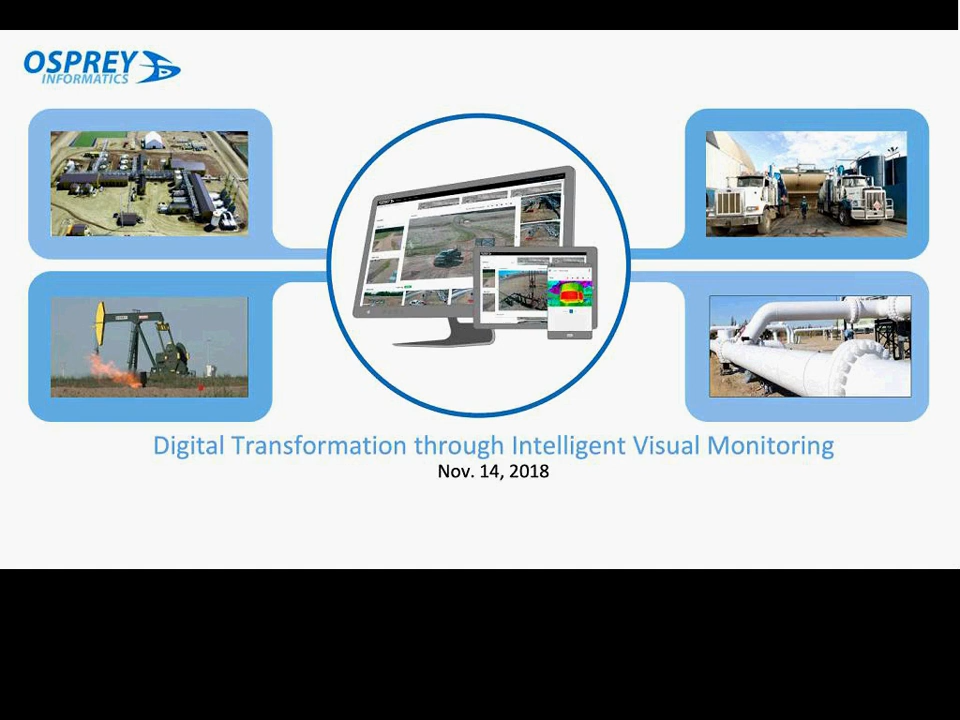 OSPREY
INFORMATICS
Digital Transformation through Intelligent Visual Monitoring
Nov. 14, 2018